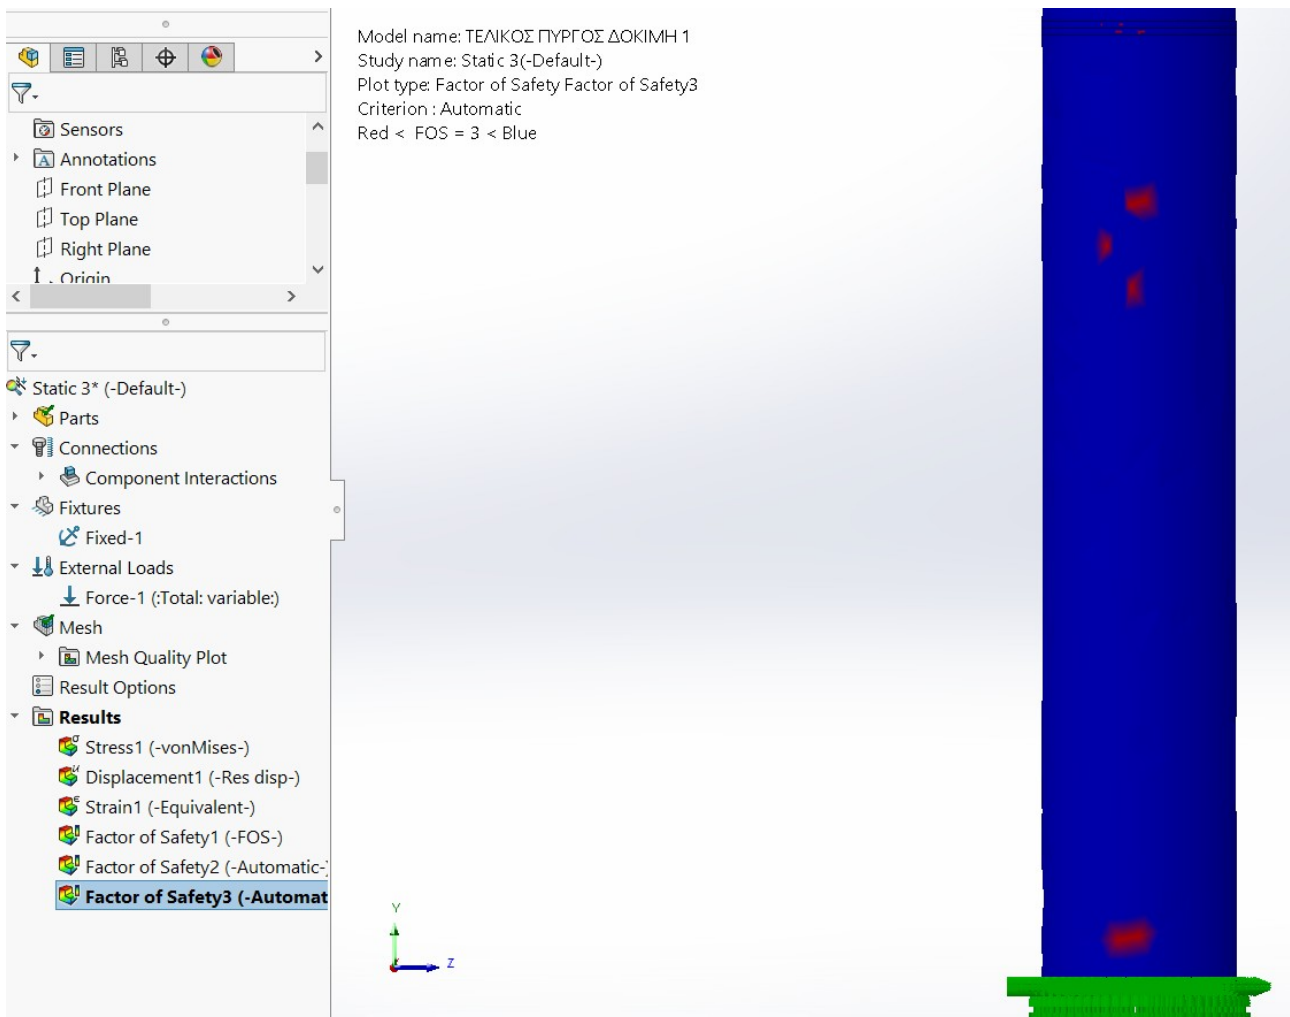 Sensors
Annotations
Front Plane
Top Plane
Right Plane
Origin
Static 3* (-Default-)
Parts
Connections
Component Interactions
Fixtures
Fixed-1
External Loads
Force-1 (:Total: variable:)
Mesh
Mesh Quality Plot
Result Options
Results
Stress1 (-vonMises-)
Displacement1 (-Res disp-)
Strain1 (-Equivalent-)
Factor of Safety1 (-FOS-)
Factor of Safety2 (-Automatic-
Factor of Safety3 (-Automat
Model name: ΤΕΛΙΚΟΣ ΠΥΡΓΟΣ ΔΟΚΙΜΗ 1
Study name: Static 3(-Default-)
Plot type: Factor of Safety Factor of Safety3
Criterion : Automatic
Red < FOS = 3 < Blue
Y
Z